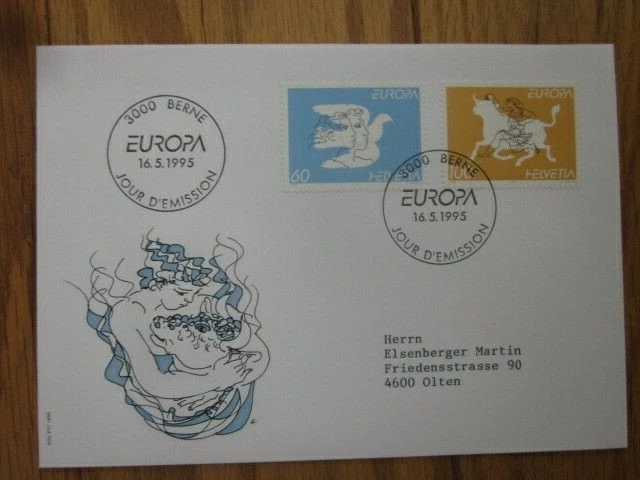 3000 BERNE
EUROPA
16.5.1995
JOUR D'EMISSION
EUROPA
60
HELVETIA
EUROPA
100
HELVETIA
3000 BERNE
EUROPA
16.5.1995
JOUR D'EMISSION
Herrn
Elsenberger Martin
Friedensstrasse 90
4600 Olten